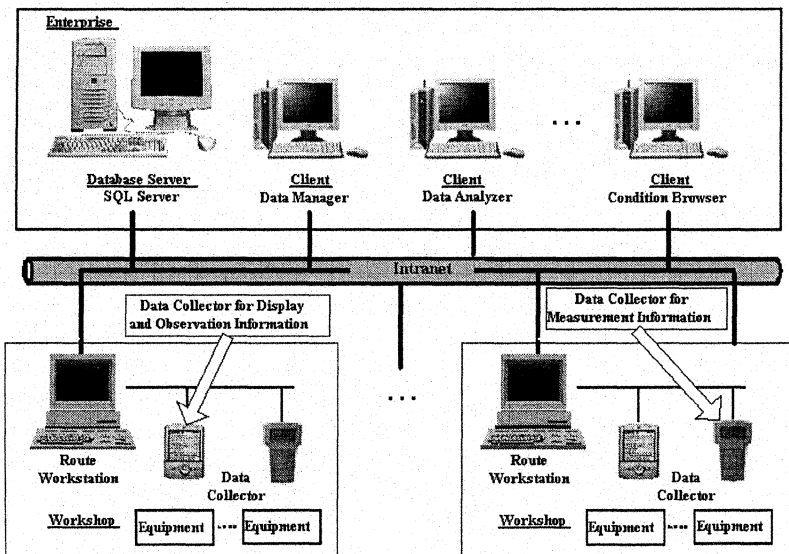 Enterprise
Database Server
SQL Server
Client
Data Manager
Client
Data Analyzer
...
Client
Condition Browser
Intranet
Data Collector for Display
and Observation Information
Data Collector for
Measurement Information
...
Route
Workstation
Data
Collector
Workshop
Equipment
....
Equipment
Route
Workstation
Data
Collector
Workshop
Equipment
....
Equipment